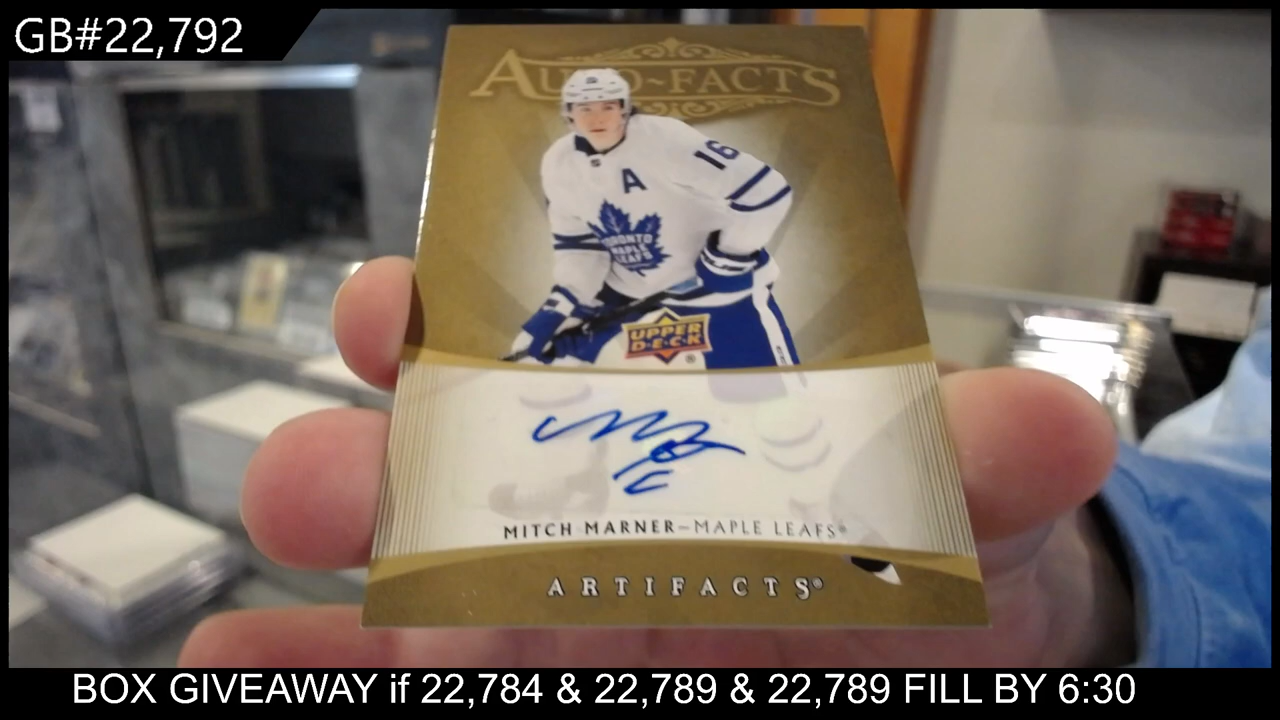 GB#22,792
AUTO-FACTS
16
A
TORONTO
MAPLE
LEAFS
UPPER
D·E·C·K
®
MITCH MARNER–MAPLE LEAFS®
ARTIFACTS®
BOX GIVEAWAY if 22,784 & 22,789 & 22,789 FILL BY 6:30